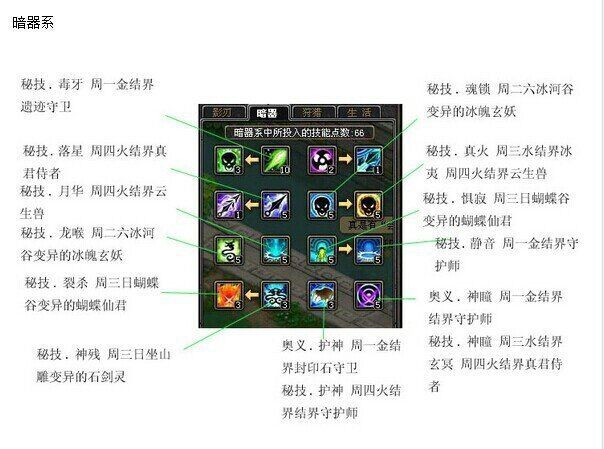 暗器系
秘技．毒牙 周一金结界
遗迹守卫
秘技．落星 周四火结界真
君侍者
秘技．月华 周四火结界云
生兽
秘技．龙喉 周二六冰河
谷变异的冰魄玄妖
秘技．裂杀 周三日蝴蝶
谷变异的蝴蝶仙君
秘技．神残 周三日坐山
雕变异的石剑灵
影刃 暗器 狩猎 生活
暗器系中所投入的技能点数:66
3 10 2 1
1 5 5 5
5 5 5 5
3 3 3 5
奥义．护神 周一金结
界封印石守卫
秘技．护神 周四火结
界结界守护师
秘技．魂锁 周二六冰河谷
变异的冰魄玄妖
秘技．真火 周三水结界冰
夷 周四火结界云生兽
秘技．惧寂 周三日蝴蝶谷
变异的蝴蝶仙君
秘技．静音 周一金结界守
护师
奥义．神瞳 周一金结界
结界守护师
秘技．神瞳 周三水结界
玄冥 周四火结界真君侍
者